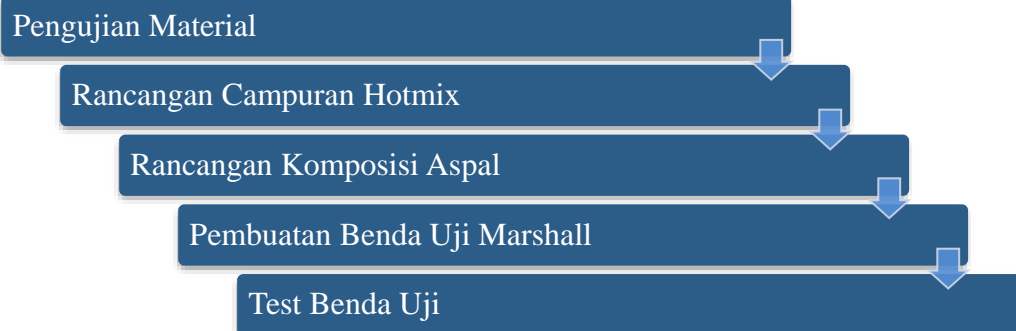 Pengujian Material
Rancangan Campuran Hotmix
Rancangan Komposisi Aspal
Pembuatan Benda Uji Marshall
Test Benda Uji